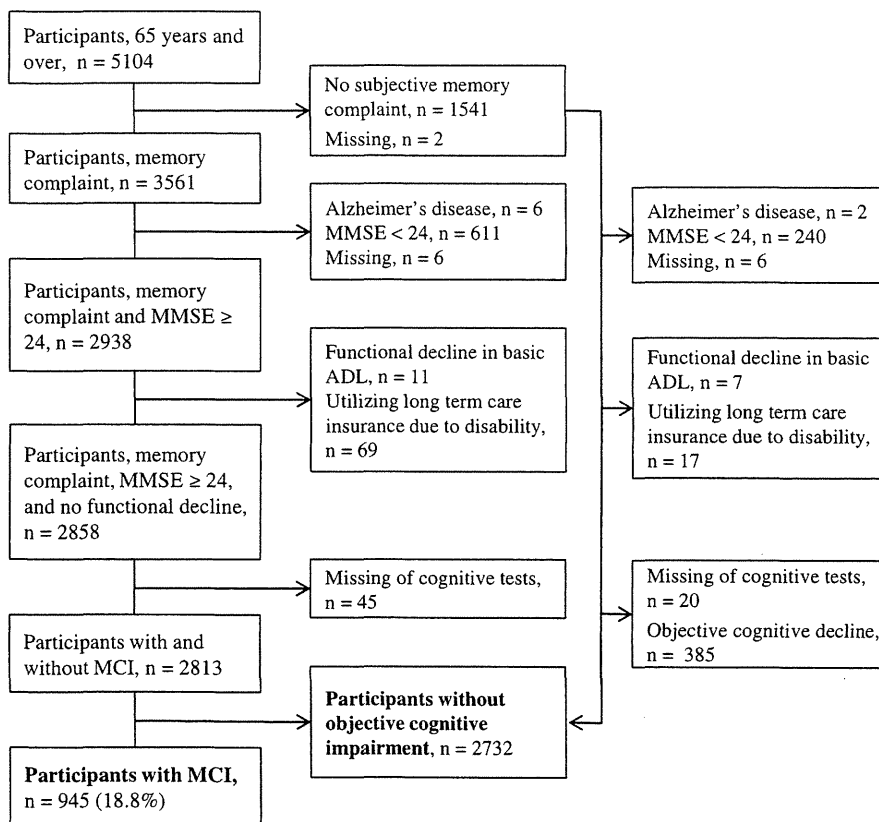 Participants, 65 years and
over, n = 5104
No subjective memory
complaint, n = 1541
Missing, n = 2
Participants, memory
complaint, n = 3561
Alzheimer's disease, n = 6
MMSE < 24, n = 611
Missing, n = 6
Alzheimer's disease, n = 2
MMSE < 24, n = 240
Missing, n = 6
Participants, memory
complaint and MMSE ≥
24, n = 2938
Functional decline in basic
ADL, n = 11
Utilizing long term care
insurance due to disability,
n = 69
Functional decline in basic
ADL, n = 7
Utilizing long term care
insurance due to disability,
n = 17
Participants, memory
complaint, MMSE ≥ 24,
and no functional decline,
n = 2858
Missing of cognitive tests,
n = 45
Missing of cognitive tests,
n = 20
Objective cognitive decline,
n = 385
Participants with and
without MCI, n = 2813
Participants without
objective cognitive
impairment, n = 2732
Participants with MCI,
n = 945 (18.8%)